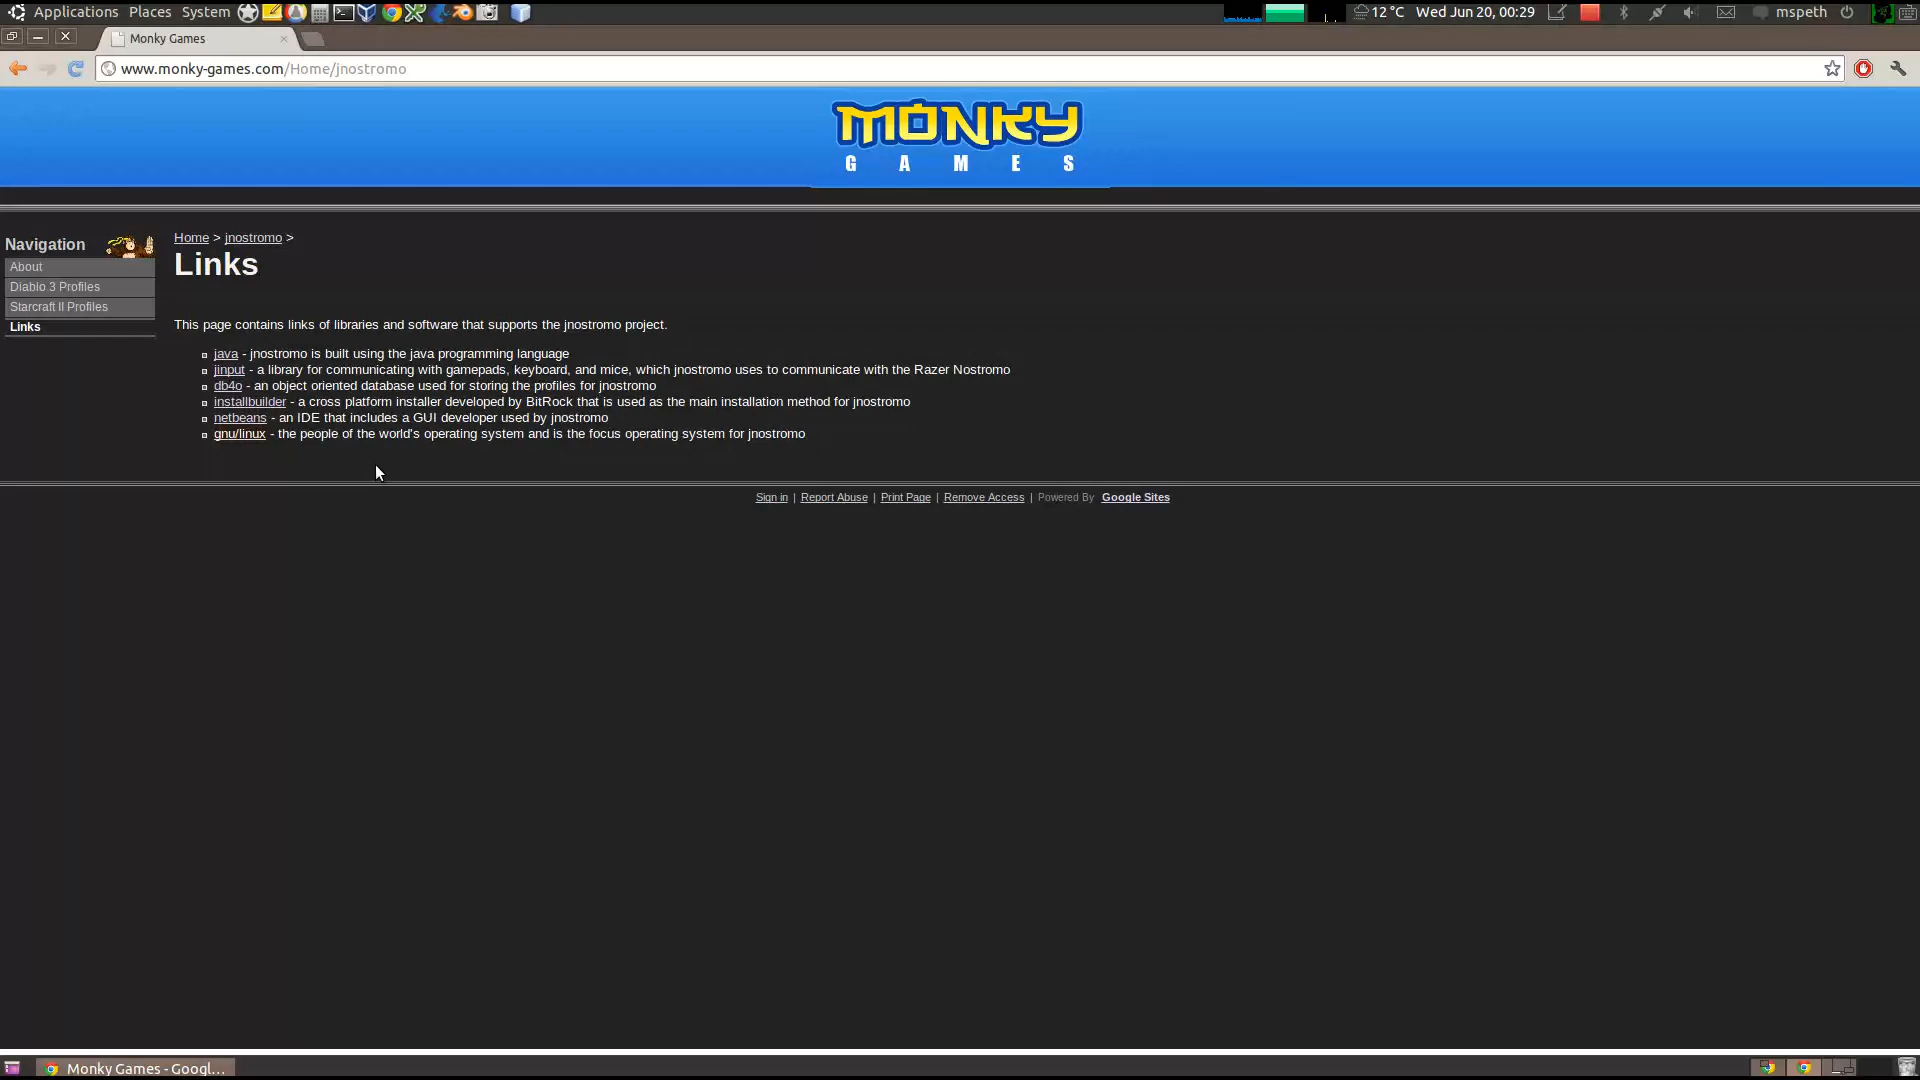 Applications Places System 12 °C Wed Jun 20, 00:29 mspeth
Monky Games
www.monky-games.com/Home/jnostromo
MONKY
GAMES
Navigation
About
Diablo 3 Profiles
Starcraft II Profiles
Links
Home > jnostromo >
Links
This page contains links of libraries and software that supports the jnostromo project.
java - jnostromo is built using the java programming language
jinput - a library for communicating with gamepads, keyboard, and mice, which jnostromo uses to communicate with the Razer Nostromo
db4o - an object oriented database used for storing the profiles for jnostromo
installbuilder - a cross platform installer developed by BitRock that is used as the main installation method for jnostromo
netbeans - an IDE that includes a GUI developer used by jnostromo
gnu/linux - the people of the world's operating system and is the focus operating system for jnostromo
Sign in | Report Abuse | Print Page | Remove Access | Powered By Google Sites
Monky Games - Googl...